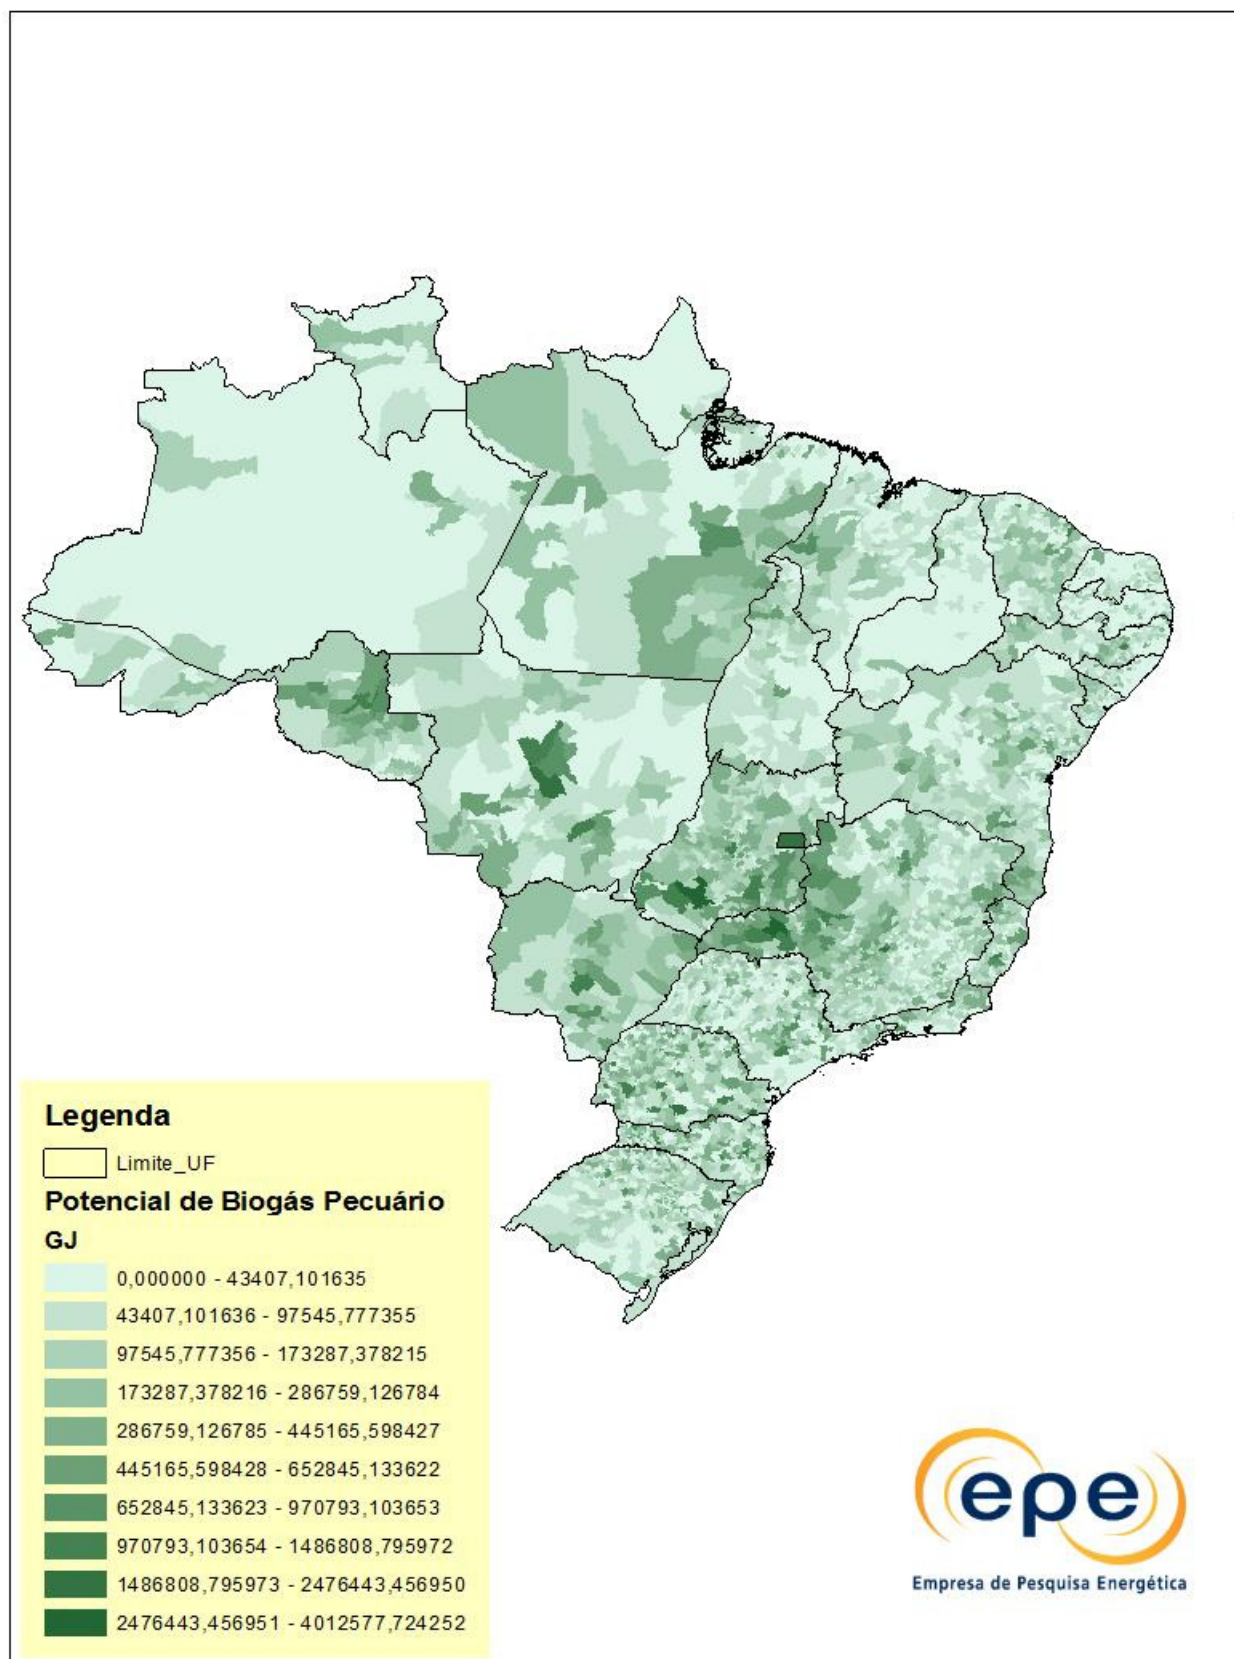 Legenda
Limite_UF
Potencial de Biogás Pecuário
GJ
0,000000 - 43407,101635
43407,101636 - 97545,777355
97545,777356 - 173287,378215
173287,378216 - 286759,126784
286759,126785 - 445165,598427
445165,598428 - 652845,133622
652845,133623 - 970793,103653
970793,103654 - 1486808,795972
1486808,795973 - 2476443,456950
2476443,456951 - 4012577,724252
epe
Empresa de Pesquisa Energética